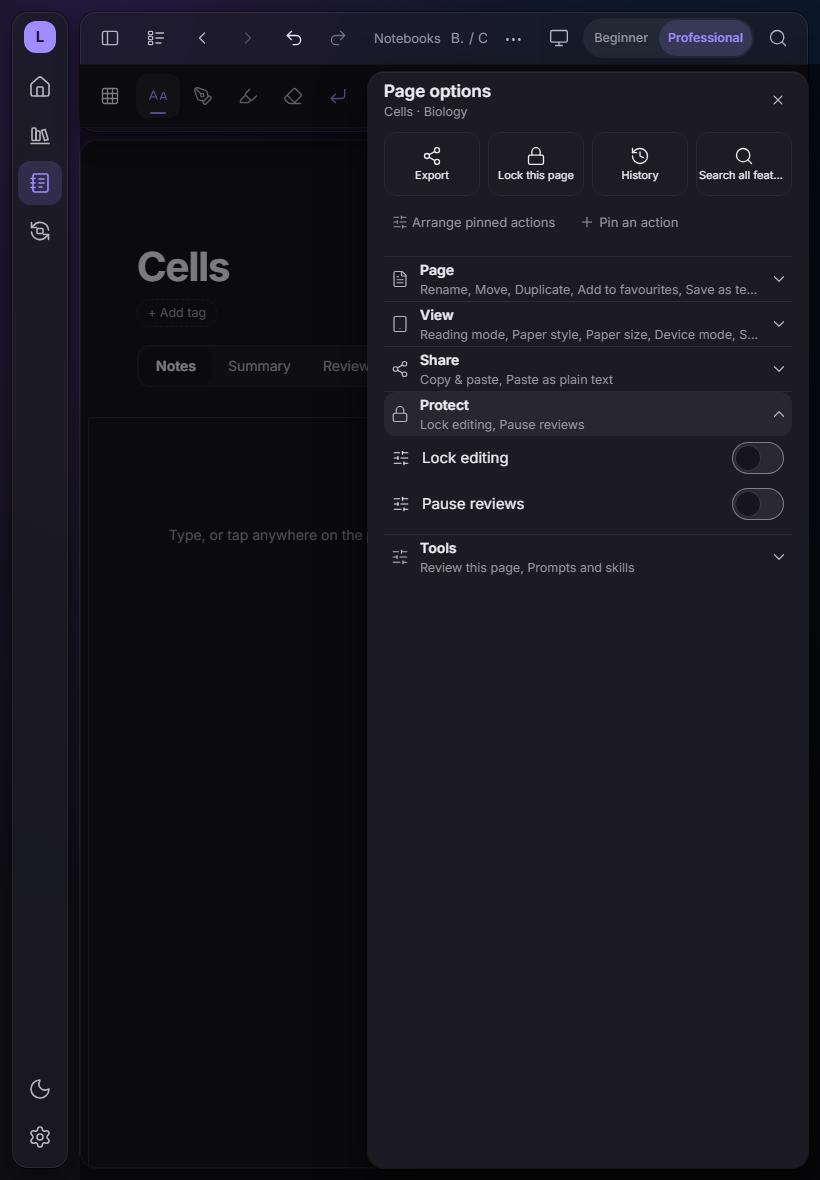 L
Notebooks B. / C
Beginner
Professional
Page options
Cells · Biology
Export
Lock this page
History
Search all feat...
Arrange pinned actions
Pin an action
Cells
+ Add tag
Notes
Summary
Review
Page
Rename, Move, Duplicate, Add to favourites, Save as te...
View
Reading mode, Paper style, Paper size, Device mode, S...
Share
Copy & paste, Paste as plain text
Protect
Lock editing, Pause reviews
Lock editing
Pause reviews
Type, or tap anywhere on the
Tools
Review this page, Prompts and skills